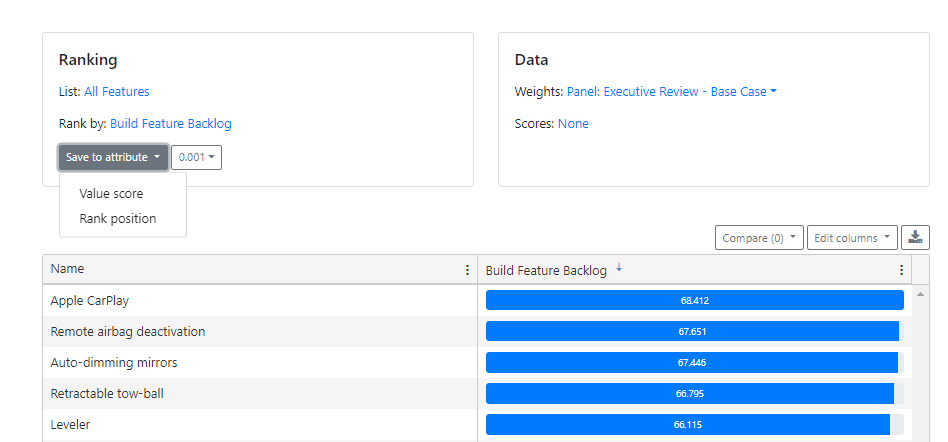 Ranking
List: All Features
Rank by: Build Feature Backlog
Save to attribute
0.001
Value score
Rank position
Data
Weights: Panel: Executive Review - Base Case
Scores: None
Compare (0)
Edit columns
Name
Build Feature Backlog
Apple CarPlay
68.412
Remote airbag deactivation
67.651
Auto-dimming mirrors
67.446
Retractable tow-ball
66.795
Leveler
66.115